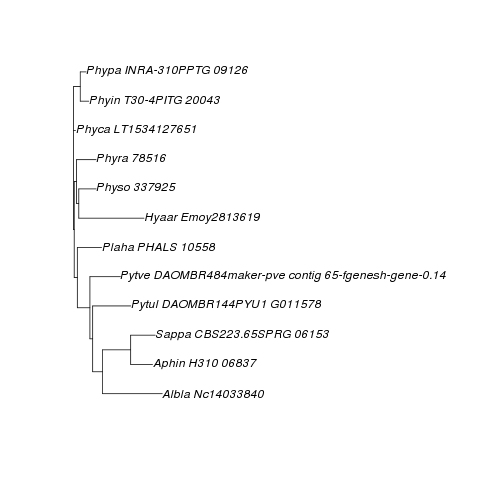 Phypa INRA-310PPTG 09126
Phyin T30-4PITG 20043
Phyca LT1534127651
Phyra 78516
Physo 337925
Hyaar Emoy2813619
Plaha PHALS 10558
Pytve DAOMBR484maker-pve contig 65-fgenesh-gene-0.14
Pytul DAOMBR144PYU1 G011578
Sappa CBS223.65SPRG 06153
Aphin H310 06837
Albla Nc14033840